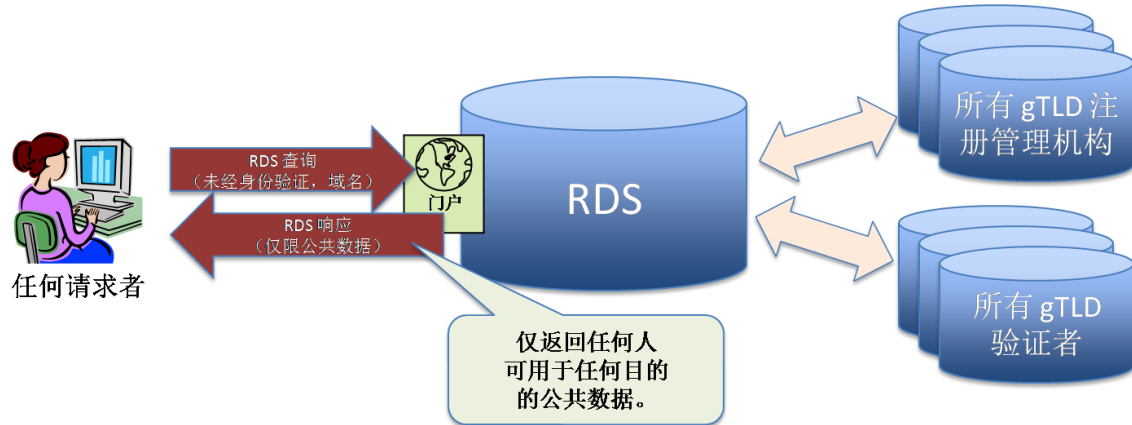 任何请求者
RDS 查询
（未经身份验证，域名）
RDS 响应
（仅限公共数据）
门户
RDS
仅返回任何人
可用于任何目的
的公共数据。
所有 gTLD 注
册管理机构
所有 gTLD
验证者